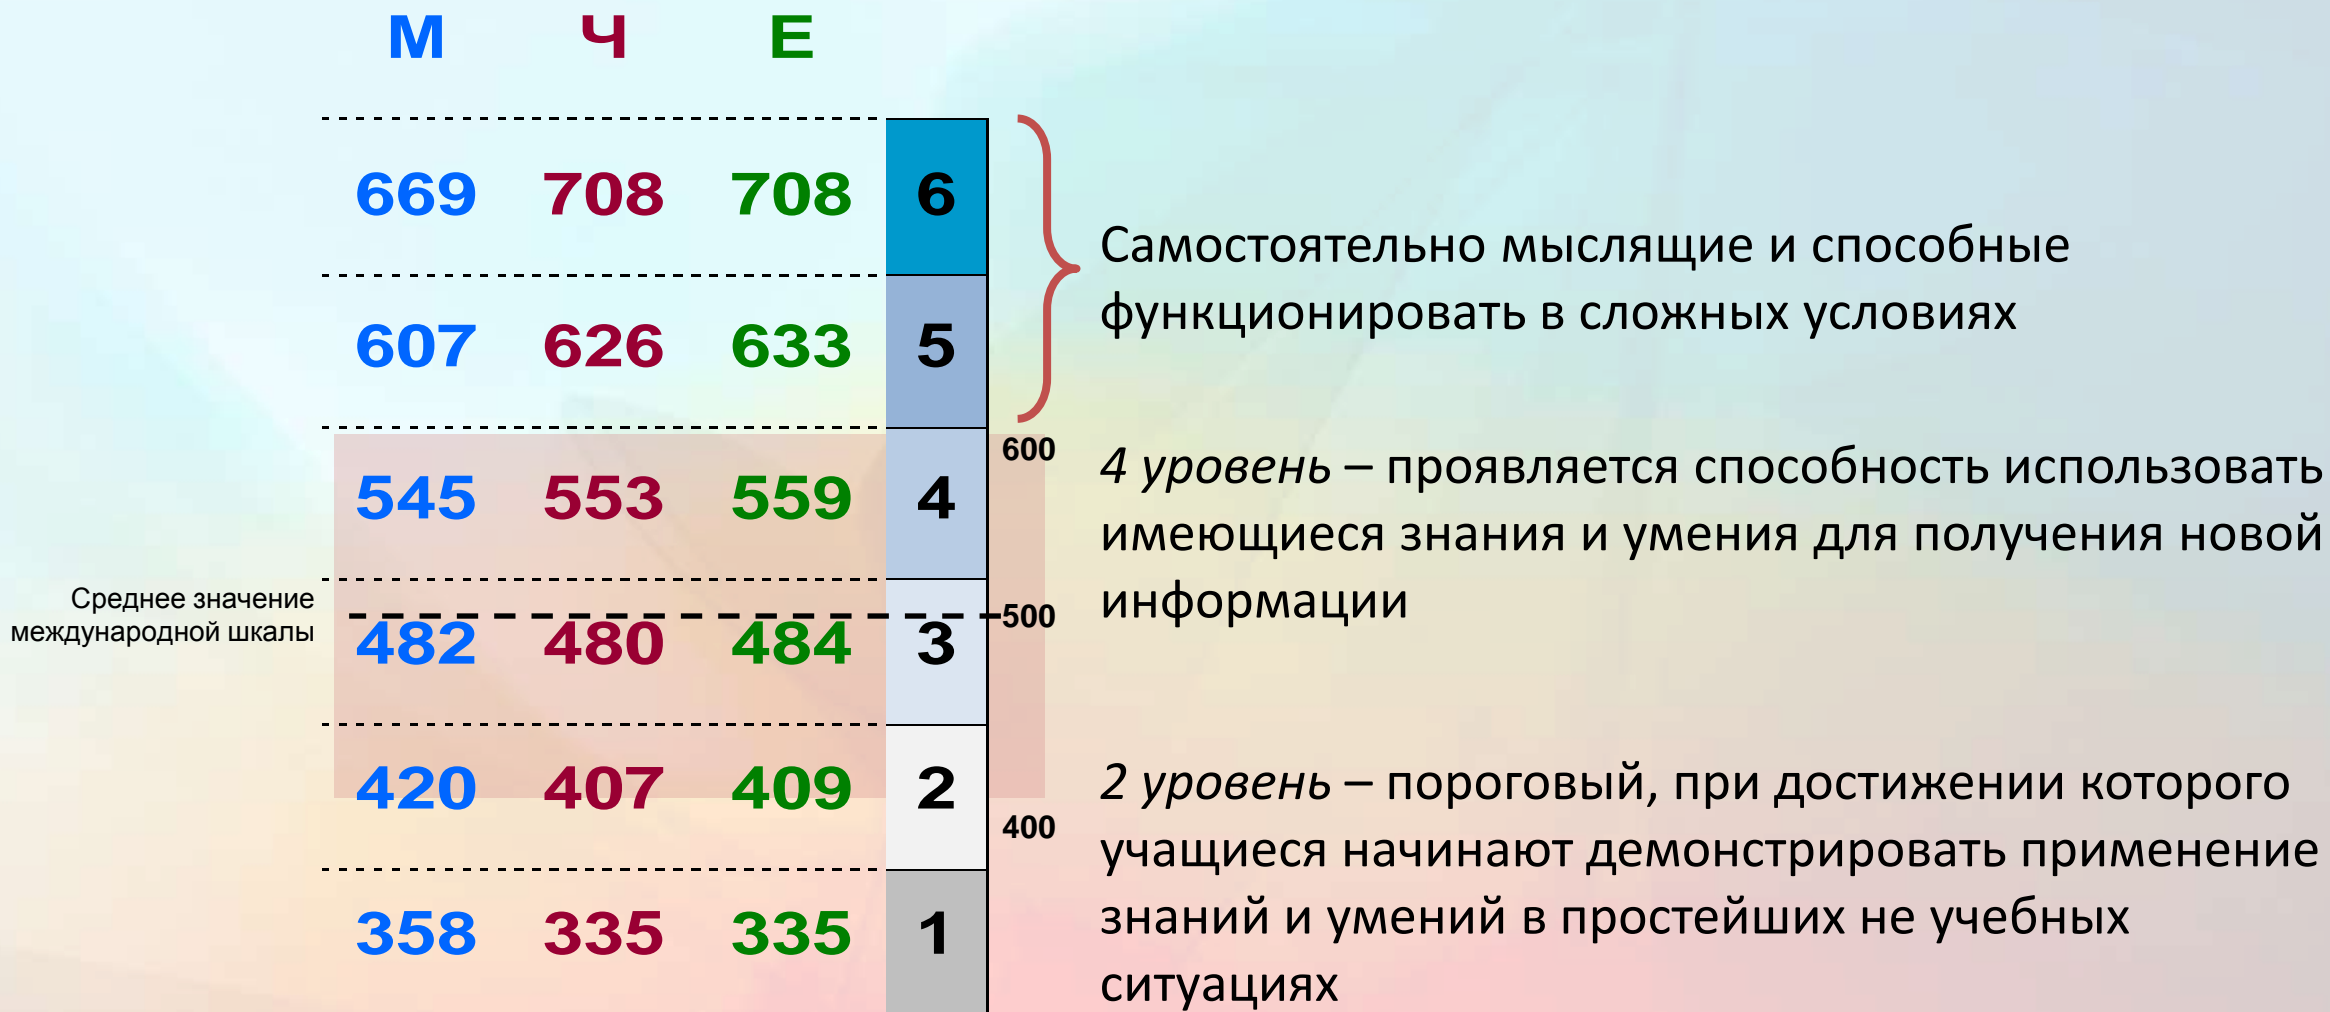 М Ч Е
669 708 708 6
607 626 633 5
Самостоятельно мыслящие и способные
функционировать в сложных условиях
545 553 559 4
600
4 уровень – проявляется способность использовать
имеющиеся знания и умения для получения новой
информации
Среднее значение
международной шкалы
500
482 480 484 3
420 407 409 2
400
2 уровень – пороговый, при достижении которого
учащиеся начинают демонстрировать применение
знаний и умений в простейших не учебных
ситуациях
358 335 335 1